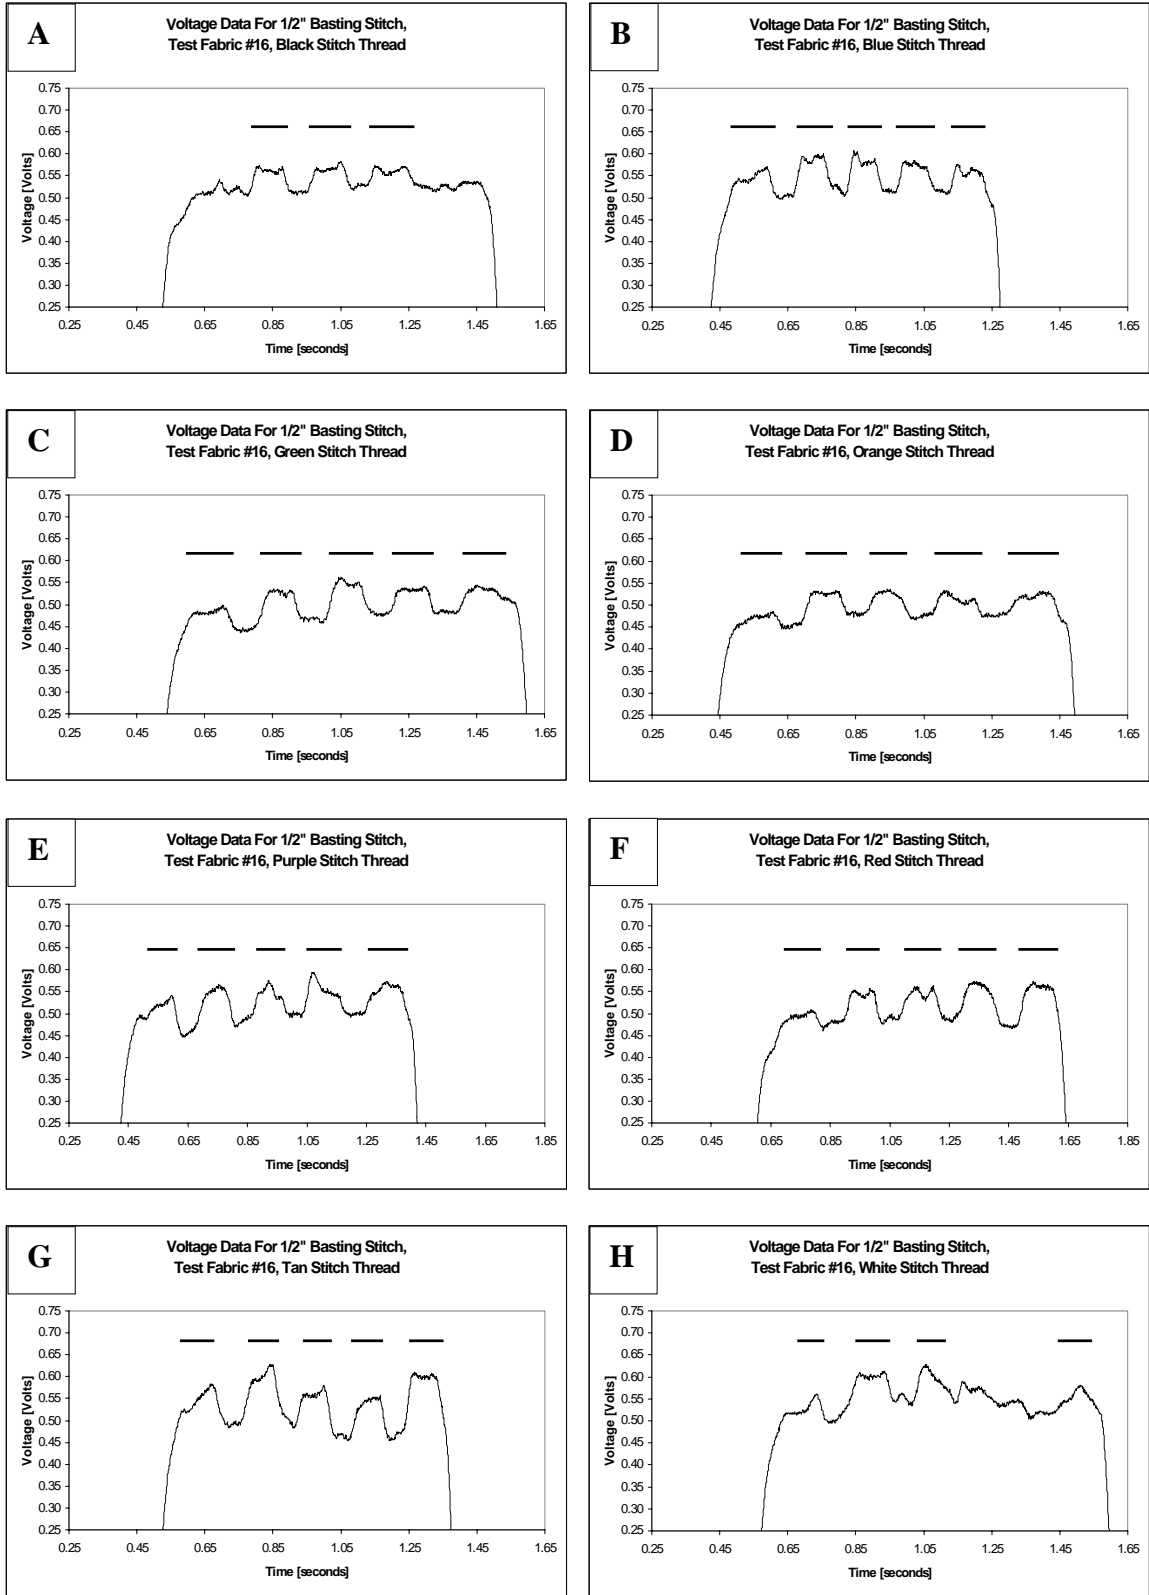 A
Voltage Data For 1/2" Basting Stitch,
Test Fabric #16, Black Stitch Thread
0.75
0.70
0.65
0.60
0.55
0.50
0.45
0.40
0.35
0.30
0.25
Voltage [Volts]
0.25 0.45 0.65 0.85 1.05 1.25 1.45 1.65
Time [seconds]
B
Voltage Data For 1/2" Basting Stitch,
Test Fabric #16, Blue Stitch Thread
0.75
0.70
0.65
0.60
0.55
0.50
0.45
0.40
0.35
0.30
0.25
Voltage [Volts]
0.25 0.45 0.65 0.85 1.05 1.25 1.45 1.65
Time [seconds]
C
Voltage Data For 1/2" Basting Stitch,
Test Fabric #16, Green Stitch Thread
0.75
0.70
0.65
0.60
0.55
0.50
0.45
0.40
0.35
0.30
0.25
Voltage [Volts]
0.25 0.45 0.65 0.85 1.05 1.25 1.45 1.65
Time [seconds]
D
Voltage Data For 1/2" Basting Stitch,
Test Fabric #16, Orange Stitch Thread
0.75
0.70
0.65
0.60
0.55
0.50
0.45
0.40
0.35
0.30
0.25
Voltage [Volts]
0.25 0.45 0.65 0.85 1.05 1.25 1.45 1.65
Time [seconds]
E
Voltage Data For 1/2" Basting Stitch,
Test Fabric #16, Purple Stitch Thread
0.75
0.70
0.65
0.60
0.55
0.50
0.45
0.40
0.35
0.30
0.25
Voltage [Volts]
0.25 0.45 0.65 0.85 1.05 1.25 1.45 1.65 1.85
Time [seconds]
F
Voltage Data For 1/2" Basting Stitch,
Test Fabric #16, Red Stitch Thread
0.75
0.70
0.65
0.60
0.55
0.50
0.45
0.40
0.35
0.30
0.25
Voltage [Volts]
0.25 0.45 0.65 0.85 1.05 1.25 1.45 1.65 1.85
Time [seconds]
G
Voltage Data For 1/2" Basting Stitch,
Test Fabric #16, Tan Stitch Thread
0.75
0.70
0.65
0.60
0.55
0.50
0.45
0.40
0.35
0.30
0.25
Voltage [Volts]
0.25 0.45 0.65 0.85 1.05 1.25 1.45 1.65
Time [seconds]
H
Voltage Data For 1/2" Basting Stitch,
Test Fabric #16, White Stitch Thread
0.75
0.70
0.65
0.60
0.55
0.50
0.45
0.40
0.35
0.30
0.25
Voltage [Volts]
0.25 0.45 0.65 0.85 1.05 1.25 1.45 1.65
Time [seconds]